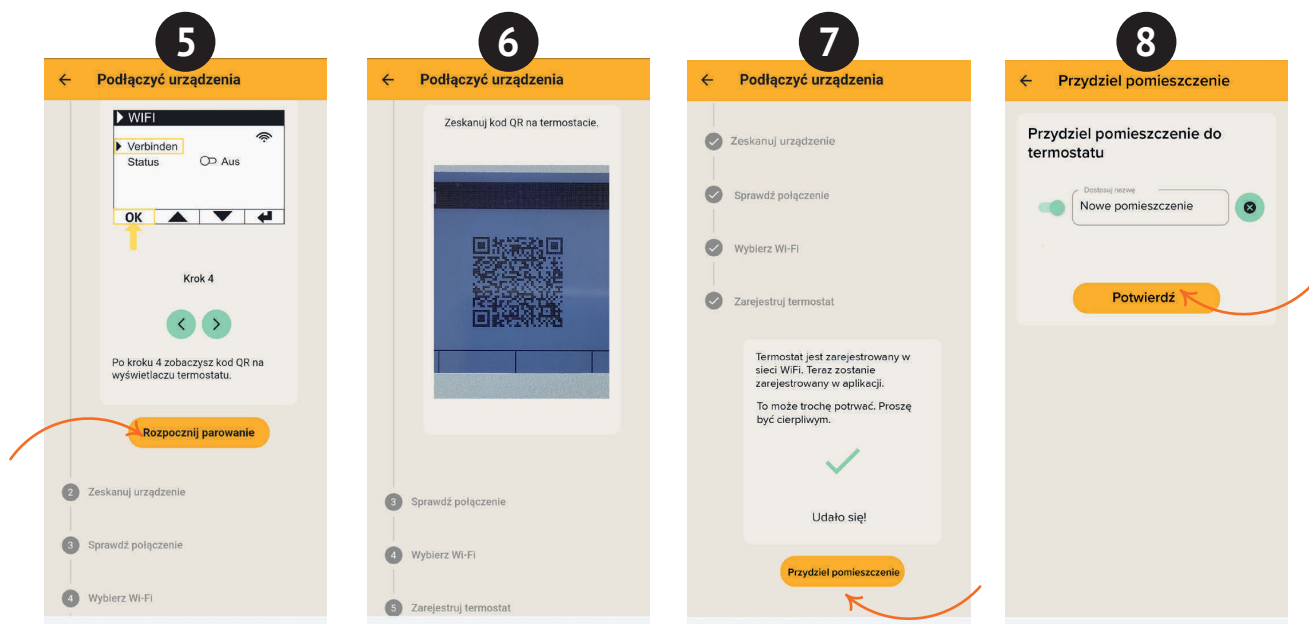 5
Podłączyć urządzenia
WIFI
Verbinden
Status Aus
OK
Krok 4
Po kroku 4 zobaczysz kod QR na
wyświetlaczu termostatu.
Rozpocznij parowanie
2 Zeskanuj urządzenie
3 Sprawdź połączenie
4 Wybierz Wi-Fi
6
Podłączyć urządzenia
Zeskanuj kod QR na termostacie.
3 Sprawdź połączenie
4 Wybierz Wi-Fi
5 Zarejestruj termostat
7
Podłączyć urządzenia
Zeskanuj urządzenie
Sprawdź połączenie
Wybierz Wi-Fi
Zarejestruj termostat
Termostat jest zarejestrowany w
sieci WiFi. Teraz zostanie
zarejestrowany w aplikacji.
To może trochę potrwać. Proszę
być cierpliwym.
Udało się!
Przydziel pomieszczenie
8
Przydziel pomieszczenie
Przydziel pomieszczenie do
termostatu
Dostosuj nazwę
Nowe pomieszczenie
Potwierdź